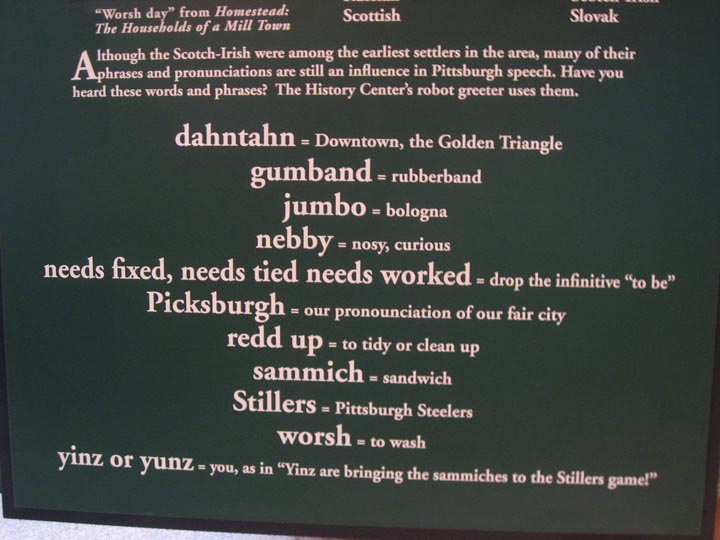 "Worsh day" from Homestead:
The Households of a Mill Town
Scottish
Slovak
Although the Scotch-Irish were among the earliest settlers in the area, many of their
phrases and pronunciations are still an influence in Pittsburgh speech. Have you
heard these words and phrases? The History Center's robot greeter uses them.
dahntahn = Downtown, the Golden Triangle
gumband = rubberband
jumbo = bologna
nebby = nosy, curious
needs fixed, needs tied needs worked = drop the infinitive "to be"
Picksburgh = our pronounciation of our fair city
redd up = to tidy or clean up
sammich = sandwich
Stillers = Pittsburgh Steelers
worsh = to wash
yinz or yunz = you, as in "Yinz are bringing the sammiches to the Stillers game!"